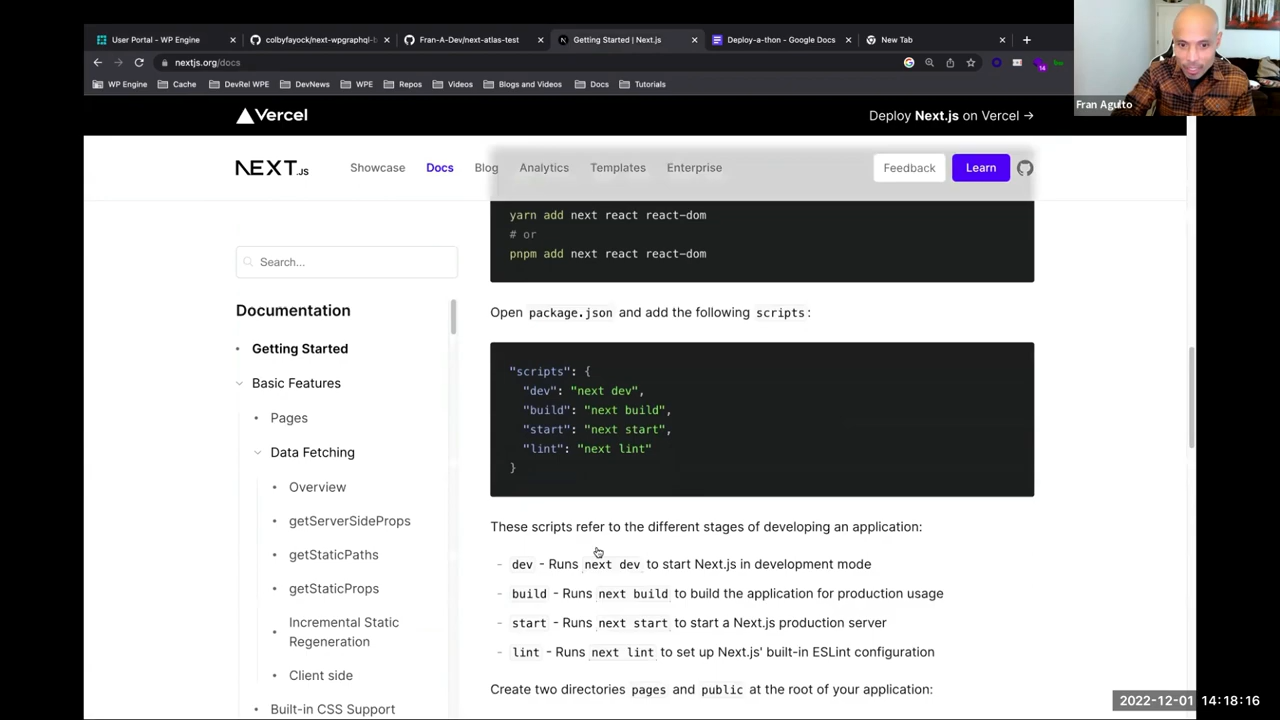 User Portal - WP Engine
colbyfayock/next-wpgraphql-b
Fran-A-Dev/next-atlas-test
Getting Started | Next.js
Deploy-a-thon - Google Docs
New Tab
nextjs.org/docs
14
WP Engine
Cache
DevRel WPE
DevNews
WPE
Repos
Videos
Blogs and Videos
Docs
Tutorials
Fran Aguito
Vercel
Deploy Next.js on Vercel →
NEXT.JS
Showcase
Docs
Blog
Analytics
Templates
Enterprise
Feedback
Learn
Search...
Documentation
Getting Started
Basic Features
Pages
Data Fetching
Overview
getServerSideProps
getStaticPaths
getStaticProps
Incremental Static
Regeneration
Client side
Built-in CSS Support
yarn add next react react-dom
# or
pnpm add next react react-dom
Open package.json and add the following scripts:
"scripts": {
"dev": "next dev",
"build": "next build",
"start": "next start",
"lint": "next lint"
}
These scripts refer to the different stages of developing an application:
- dev - Runs next dev to start Next.js in development mode
- build - Runs next build to build the application for production usage
- start - Runs next start to start a Next.js production server
- lint - Runs next lint to set up Next.js' built-in ESLint configuration
Create two directories pages and public at the root of your application:
2022-12-01 14:18:16